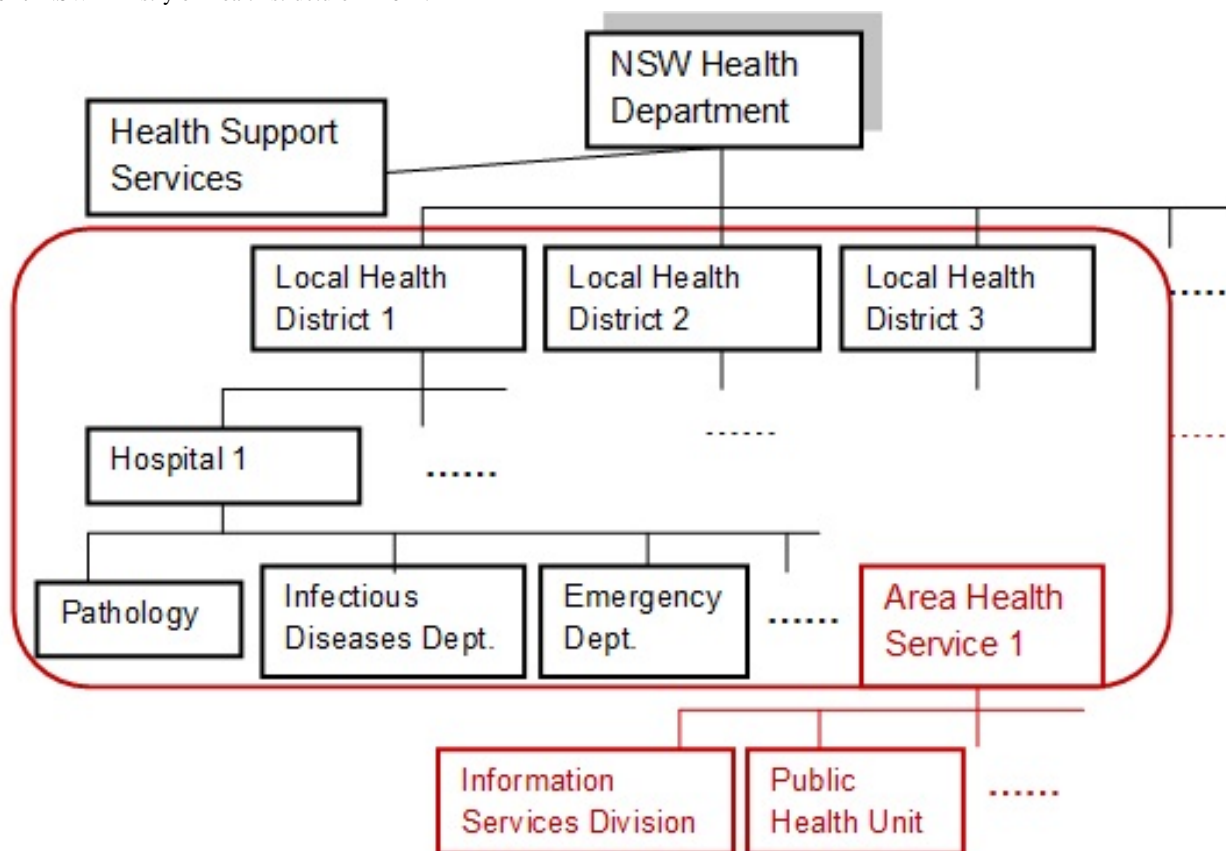 NSW Health
Department
Health Support
Services
Local Health
District 1
Local Health
District 2
Local Health
District 3
......
Hospital 1
......
------
------
Pathology
Infectious
Diseases Dept.
Emergency
Dept.
......
Area Health
Service 1
Information
Services Division
Public
Health Unit
......